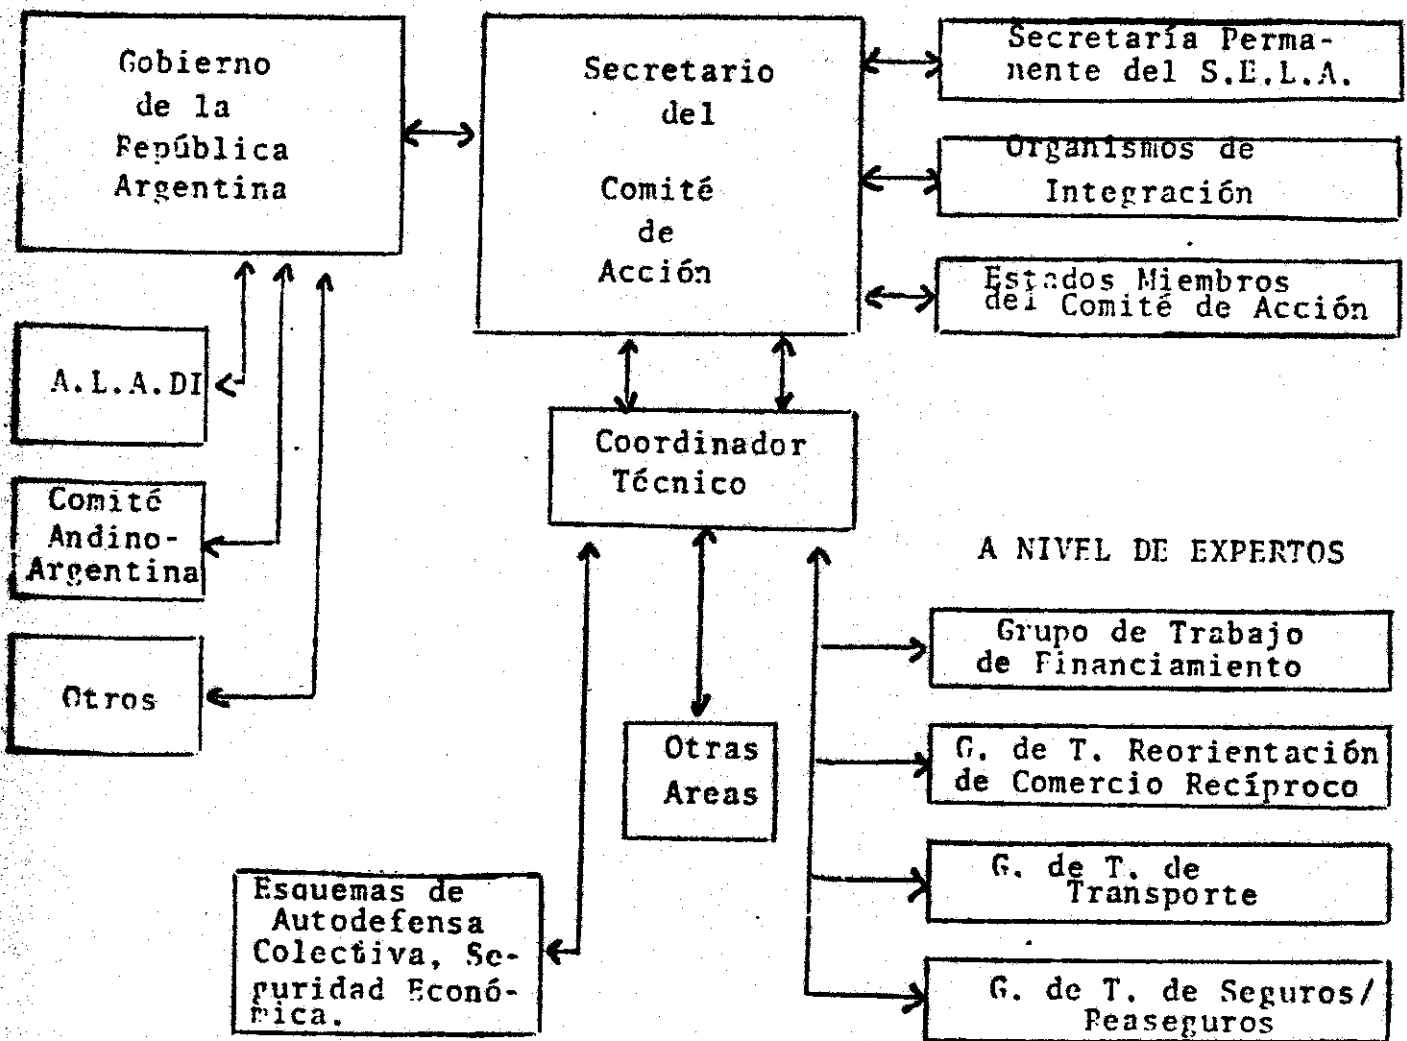 Gobierno
de la
República
Argentina
Secretario
del
Comité
de
Acción
Secretaría Perma-
nente del S.E.L.A.
Organismos de
Integración
Estados Miembros
del Comité de Acción
A.L.A.DI
Comité
Andino-
Argentina
Otros
Coordinador
Técnico
A NIVEL DE EXPERTOS
Grupo de Trabajo
de Financiamiento
G. de T. Reorientación
de Comercio Recíproco
G. de T. de
Transporte
G. de T. de Seguros/
Reaseguros
Otras
Areas
Esquemas de
Autodefensa
Colectiva, Se-
guridad Econó-
mica.